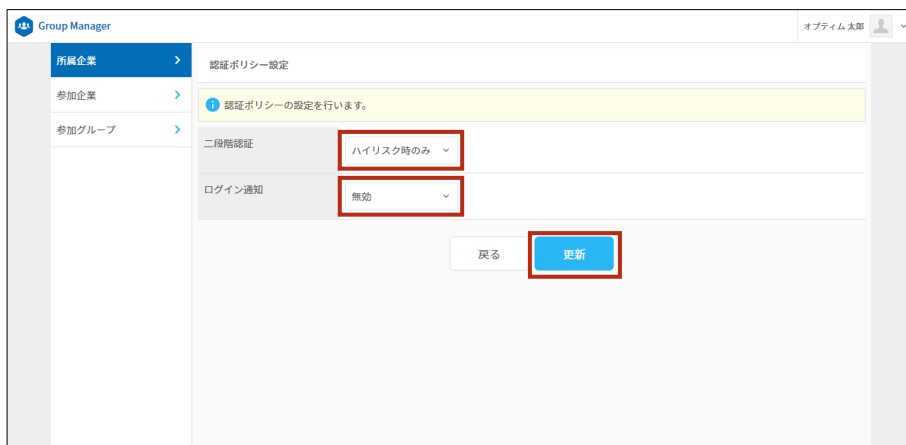 Group Manager
オプティム 太郎
所属企業
参加企業
参加グループ
認証ポリシー設定
認証ポリシーの設定を行います。
二段階認証
ハイリスク時のみ
ログイン通知
無効
戻る
更新